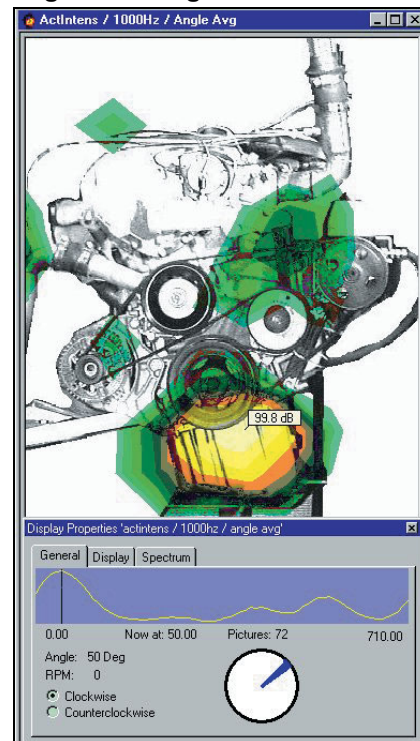 ActIntens / 1000Hz / Angle Avg
99.8 dB
Display Properties 'actintens / 1000hz / angle avg'
General Display Spectrum
0.00 Now at: 50.00 Pictures: 72 710.00
Angle: 50 Deg
RPM: 0
Clockwise
Counterclockwise